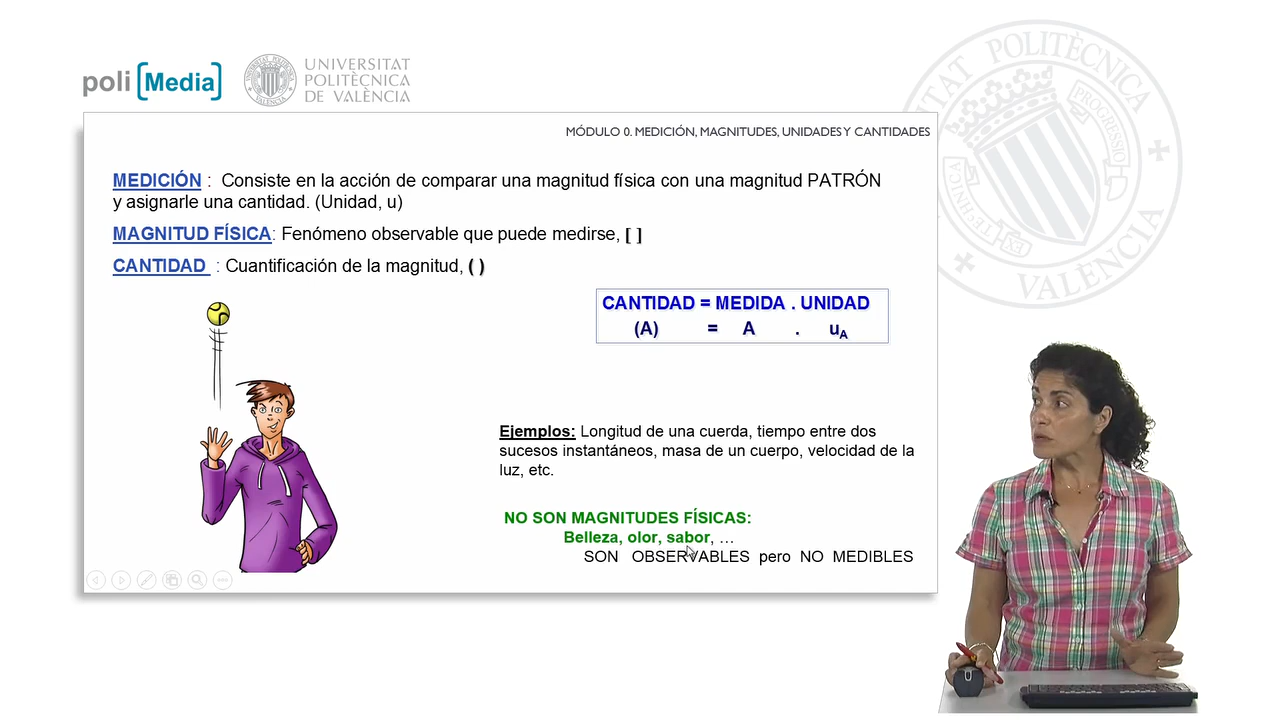 poli [Media]
UNIVERSITAT
POLITÈCNICA
DE VALÈNCIA
MÓDULO 0. MEDICIÓN, MAGNITUDES, UNIDADES Y CANTIDADES
MEDICIÓN : Consiste en la acción de comparar una magnitud física con una magnitud PATRÓN
y asignarle una cantidad. (Unidad, u)
MAGNITUD FÍSICA: Fenómeno observable que puede medirse, [ ]
CANTIDAD : Cuantificación de la magnitud, ( )
CANTIDAD = MEDIDA . UNIDAD
(A) = A . uA
Ejemplos: Longitud de una cuerda, tiempo entre dos
sucesos instantáneos, masa de un cuerpo, velocidad de la
luz, etc.
NO SON MAGNITUDES FÍSICAS:
Belleza, olor, sabor, ...
SON OBSERVABLES pero NO MEDIBLES
POLITÈCNICA
VALÈNCIA
PROGRESSIO